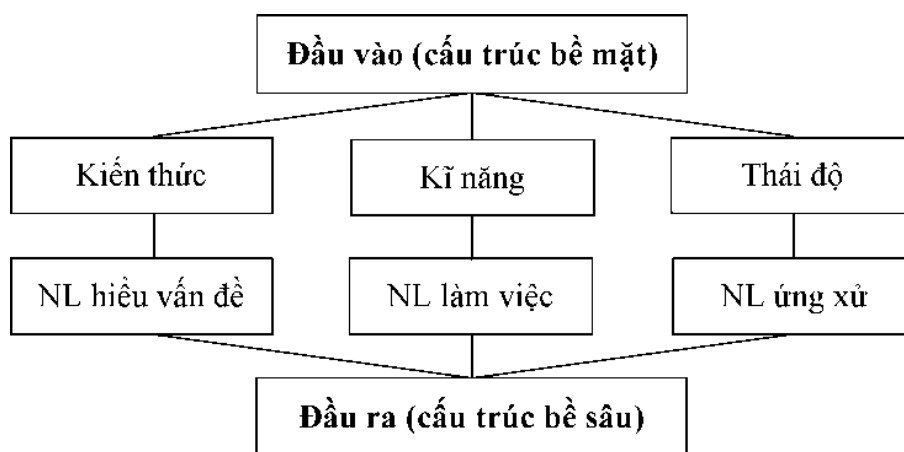 Đầu vào (cấu trúc bề mặt)
Kiến thức
Kĩ năng
Thái độ
NL hiểu vấn đề
NL làm việc
NL ứng xử
Đầu ra (cấu trúc bề sâu)